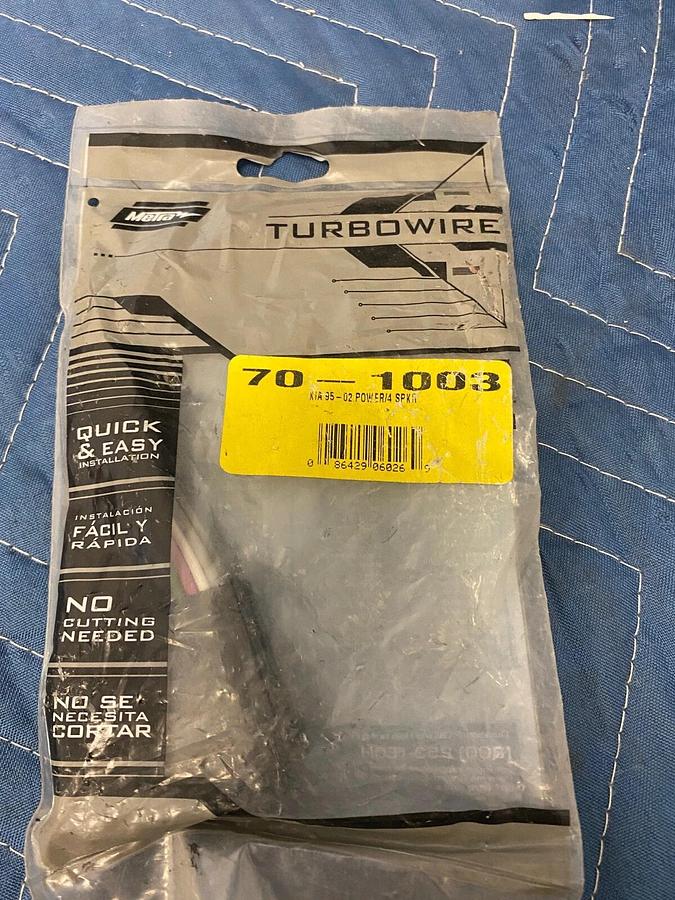 Metra
TURBOWIRE
70-1003
KIA 95-02 POWER/4 SPKR
0 86429 06026 9
QUICK
& EASY
INSTALLATION
INSTALACIÓN
FÁCIL Y
RÁPIDA
NO
CUTTING
NEEDED
NO SE
NECESITA
CORTAR